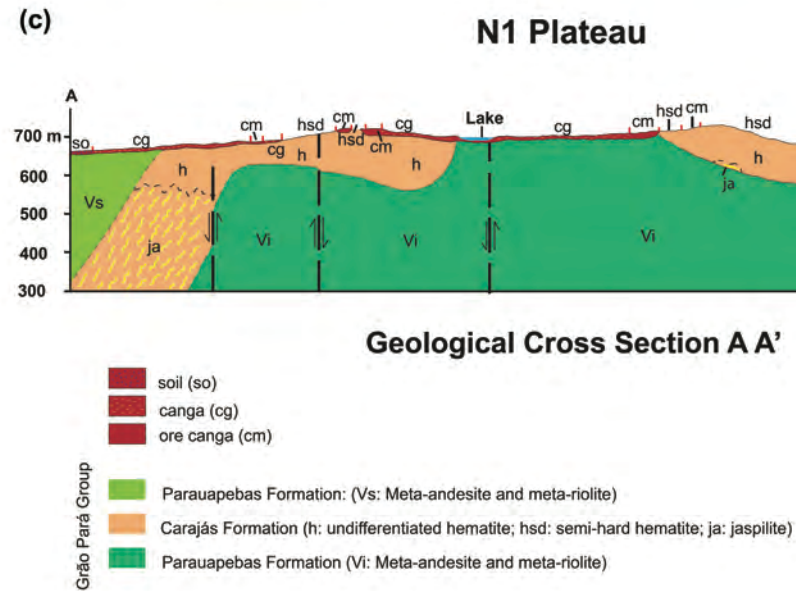 (c)
N1 Plateau
A
so cg cm cg hsd cm hsd cm cg Lake cg cm hsd cm hsd
700 m
600
500
400
300
h h h h
Vs ja Vi Vi Vi ja
Geological Cross Section A A’
soil (so)
canga (cg)
ore canga (cm)
Grão Pará Group
Parauapebas Formation: (Vs: Meta-andesite and meta-riolite)
Carajás Formation (h: undifferentiated hematite; hsd: semi-hard hematite; ja: jaspilite)
Parauapebas Formation (Vi: Meta-andesite and meta-riolite)